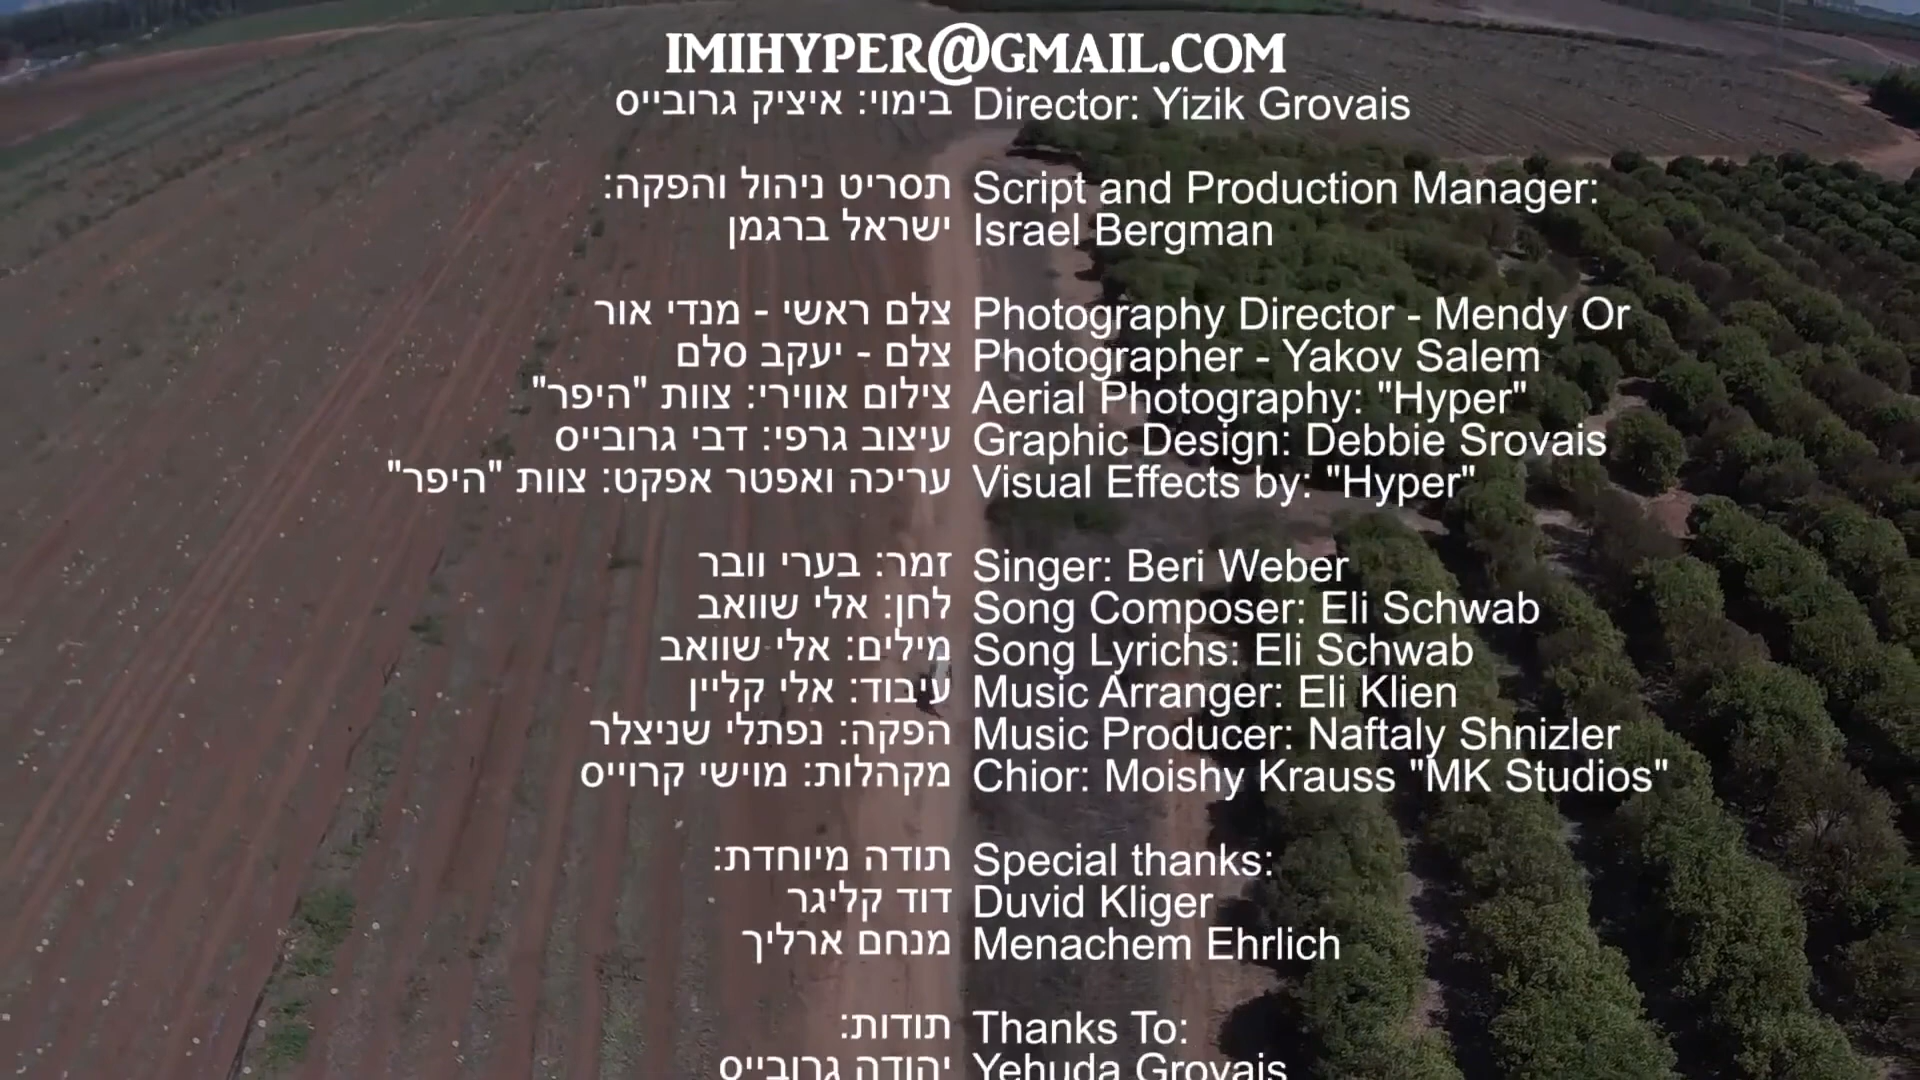 IMIHYPER@GMAIL.COM
בימוי: איציק גרובייס Director: Yizik Grovais
תסריט ניהול והפקה: Script and Production Manager:
ישראל ברגמן Israel Bergman
צלם ראשי - מנדי אור Photography Director - Mendy Or
צלם - יעקב סלם Photographer - Yakov Salem
צילום אווירי: צוות "היפר" Aerial Photography: "Hyper"
עיצוב גרפי: דבי גרובייס Graphic Design: Debbie Srovais
עריכה ואפטר אפקט: צוות "היפר" Visual Effects by: "Hyper"
זמר: בערי וובר Singer: Beri Weber
לחן: אלי שוואב Song Composer: Eli Schwab
מילים: אלי שוואב Song Lyrichs: Eli Schwab
עיבוד: אלי קליין Music Arranger: Eli Klien
הפקה: נפתלי שניצלר Music Producer: Naftaly Shnizler
מקהלות: מוישי קרוייס Chior: Moishy Krauss "MK Studios"
תודה מיוחדת: Special thanks:
דוד קליגר Duvid Kliger
מנחם ארליך Menachem Ehrlich
תודות: Thanks To:
יהודה גרובייס Yehuda Grovais